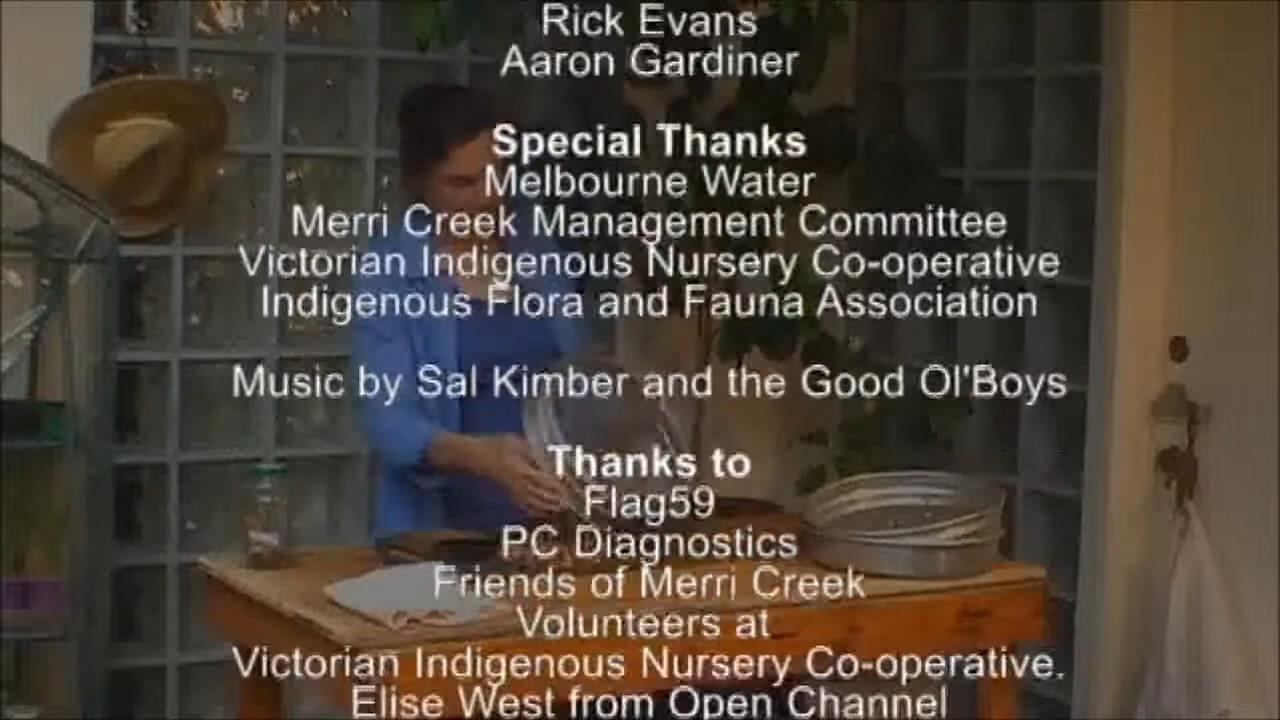 Rick Evans
Aaron Gardiner
Special Thanks
Melbourne Water
Merri Creek Management Committee
Victorian Indigenous Nursery Co-operative
Indigenous Flora and Fauna Association
Music by Sal Kimber and the Good Ol'Boys
Thanks to
Flag59
PC Diagnostics
Friends of Merri Creek
Volunteers at
Victorian Indigenous Nursery Co-operative.
Elise West from Open Channel